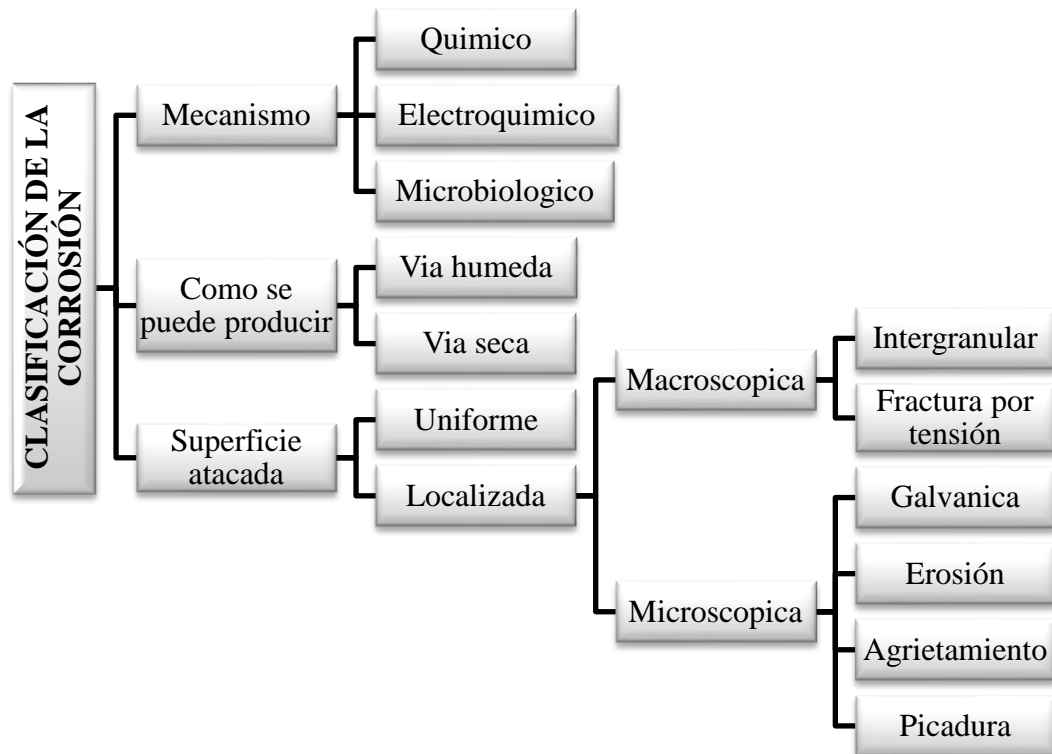 CLASIFICACIÓN DE LA
CORROSIÓN
Mecanismo
Quimico
Electroquimico
Microbiologico
Como se
puede producir
Via humeda
Via seca
Superficie
atacada
Uniforme
Localizada
Macroscopica
Intergranular
Fractura por
tensión
Microscopica
Galvanica
Erosión
Agrietamiento
Picadura